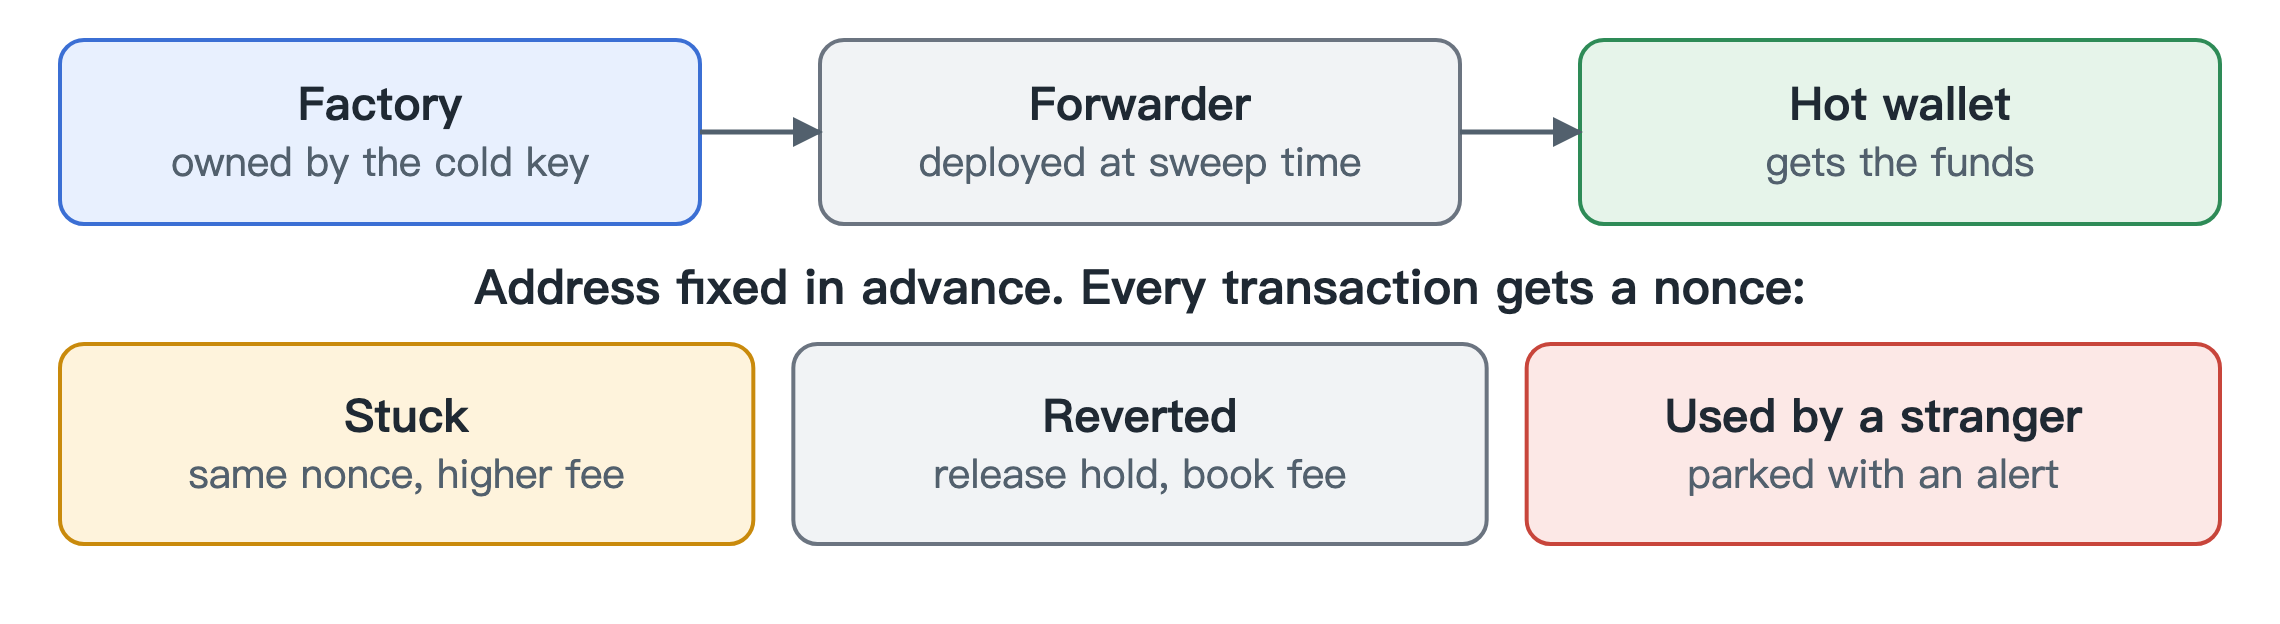 Factory
owned by the cold key
Forwarder
deployed at sweep time
Hot wallet
gets the funds
Address fixed in advance. Every transaction gets a nonce:
Stuck
same nonce, higher fee
Reverted
release hold, book fee
Used by a stranger
parked with an alert